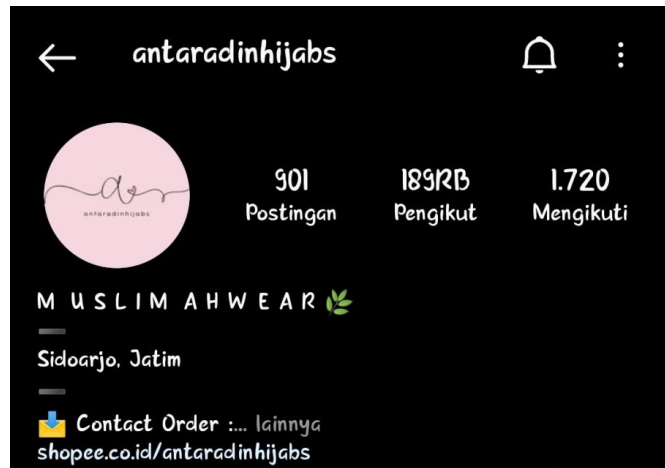 antaradinhijabs
a
antaradinhijabs
901
Postingan
189RB
Pengikut
1.720
Mengikuti
M U S L I M A H W E A R🌿
Sidoarjo, Jatim
📩 Contact Order :... lainnya
shopee.co.id/antaradinhijabs